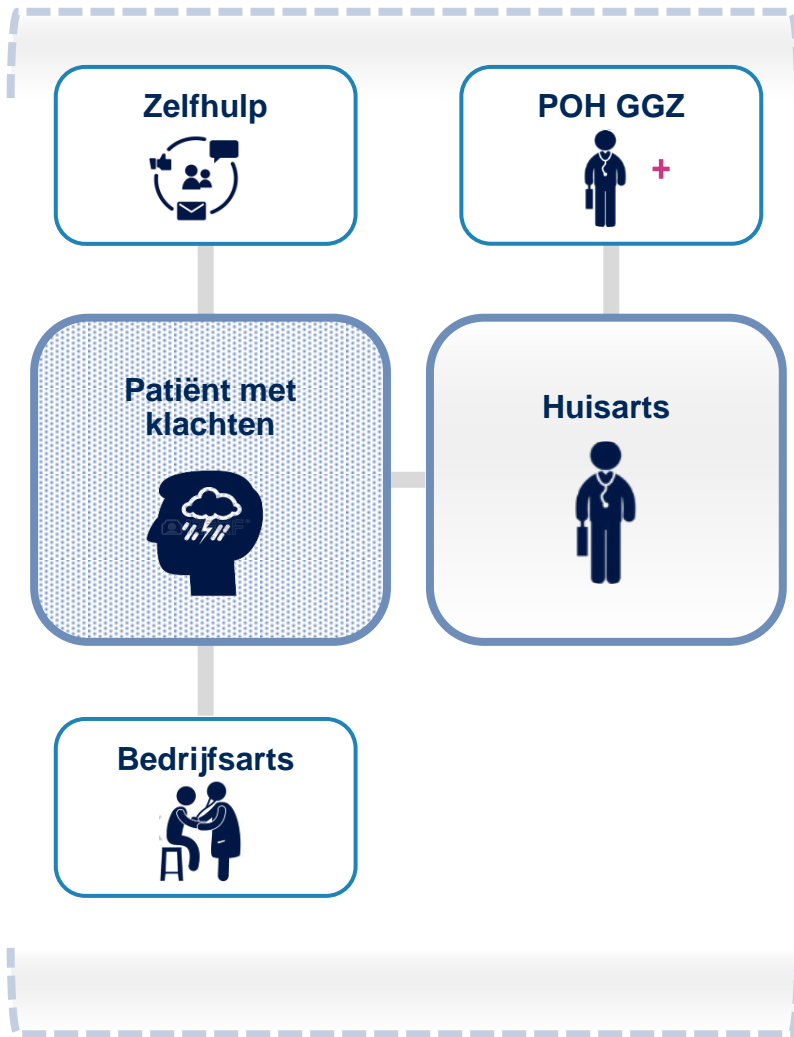 Zelfhulp
POH GGZ
+
Patiënt met
klachten
Huisarts
Bedrijfsarts